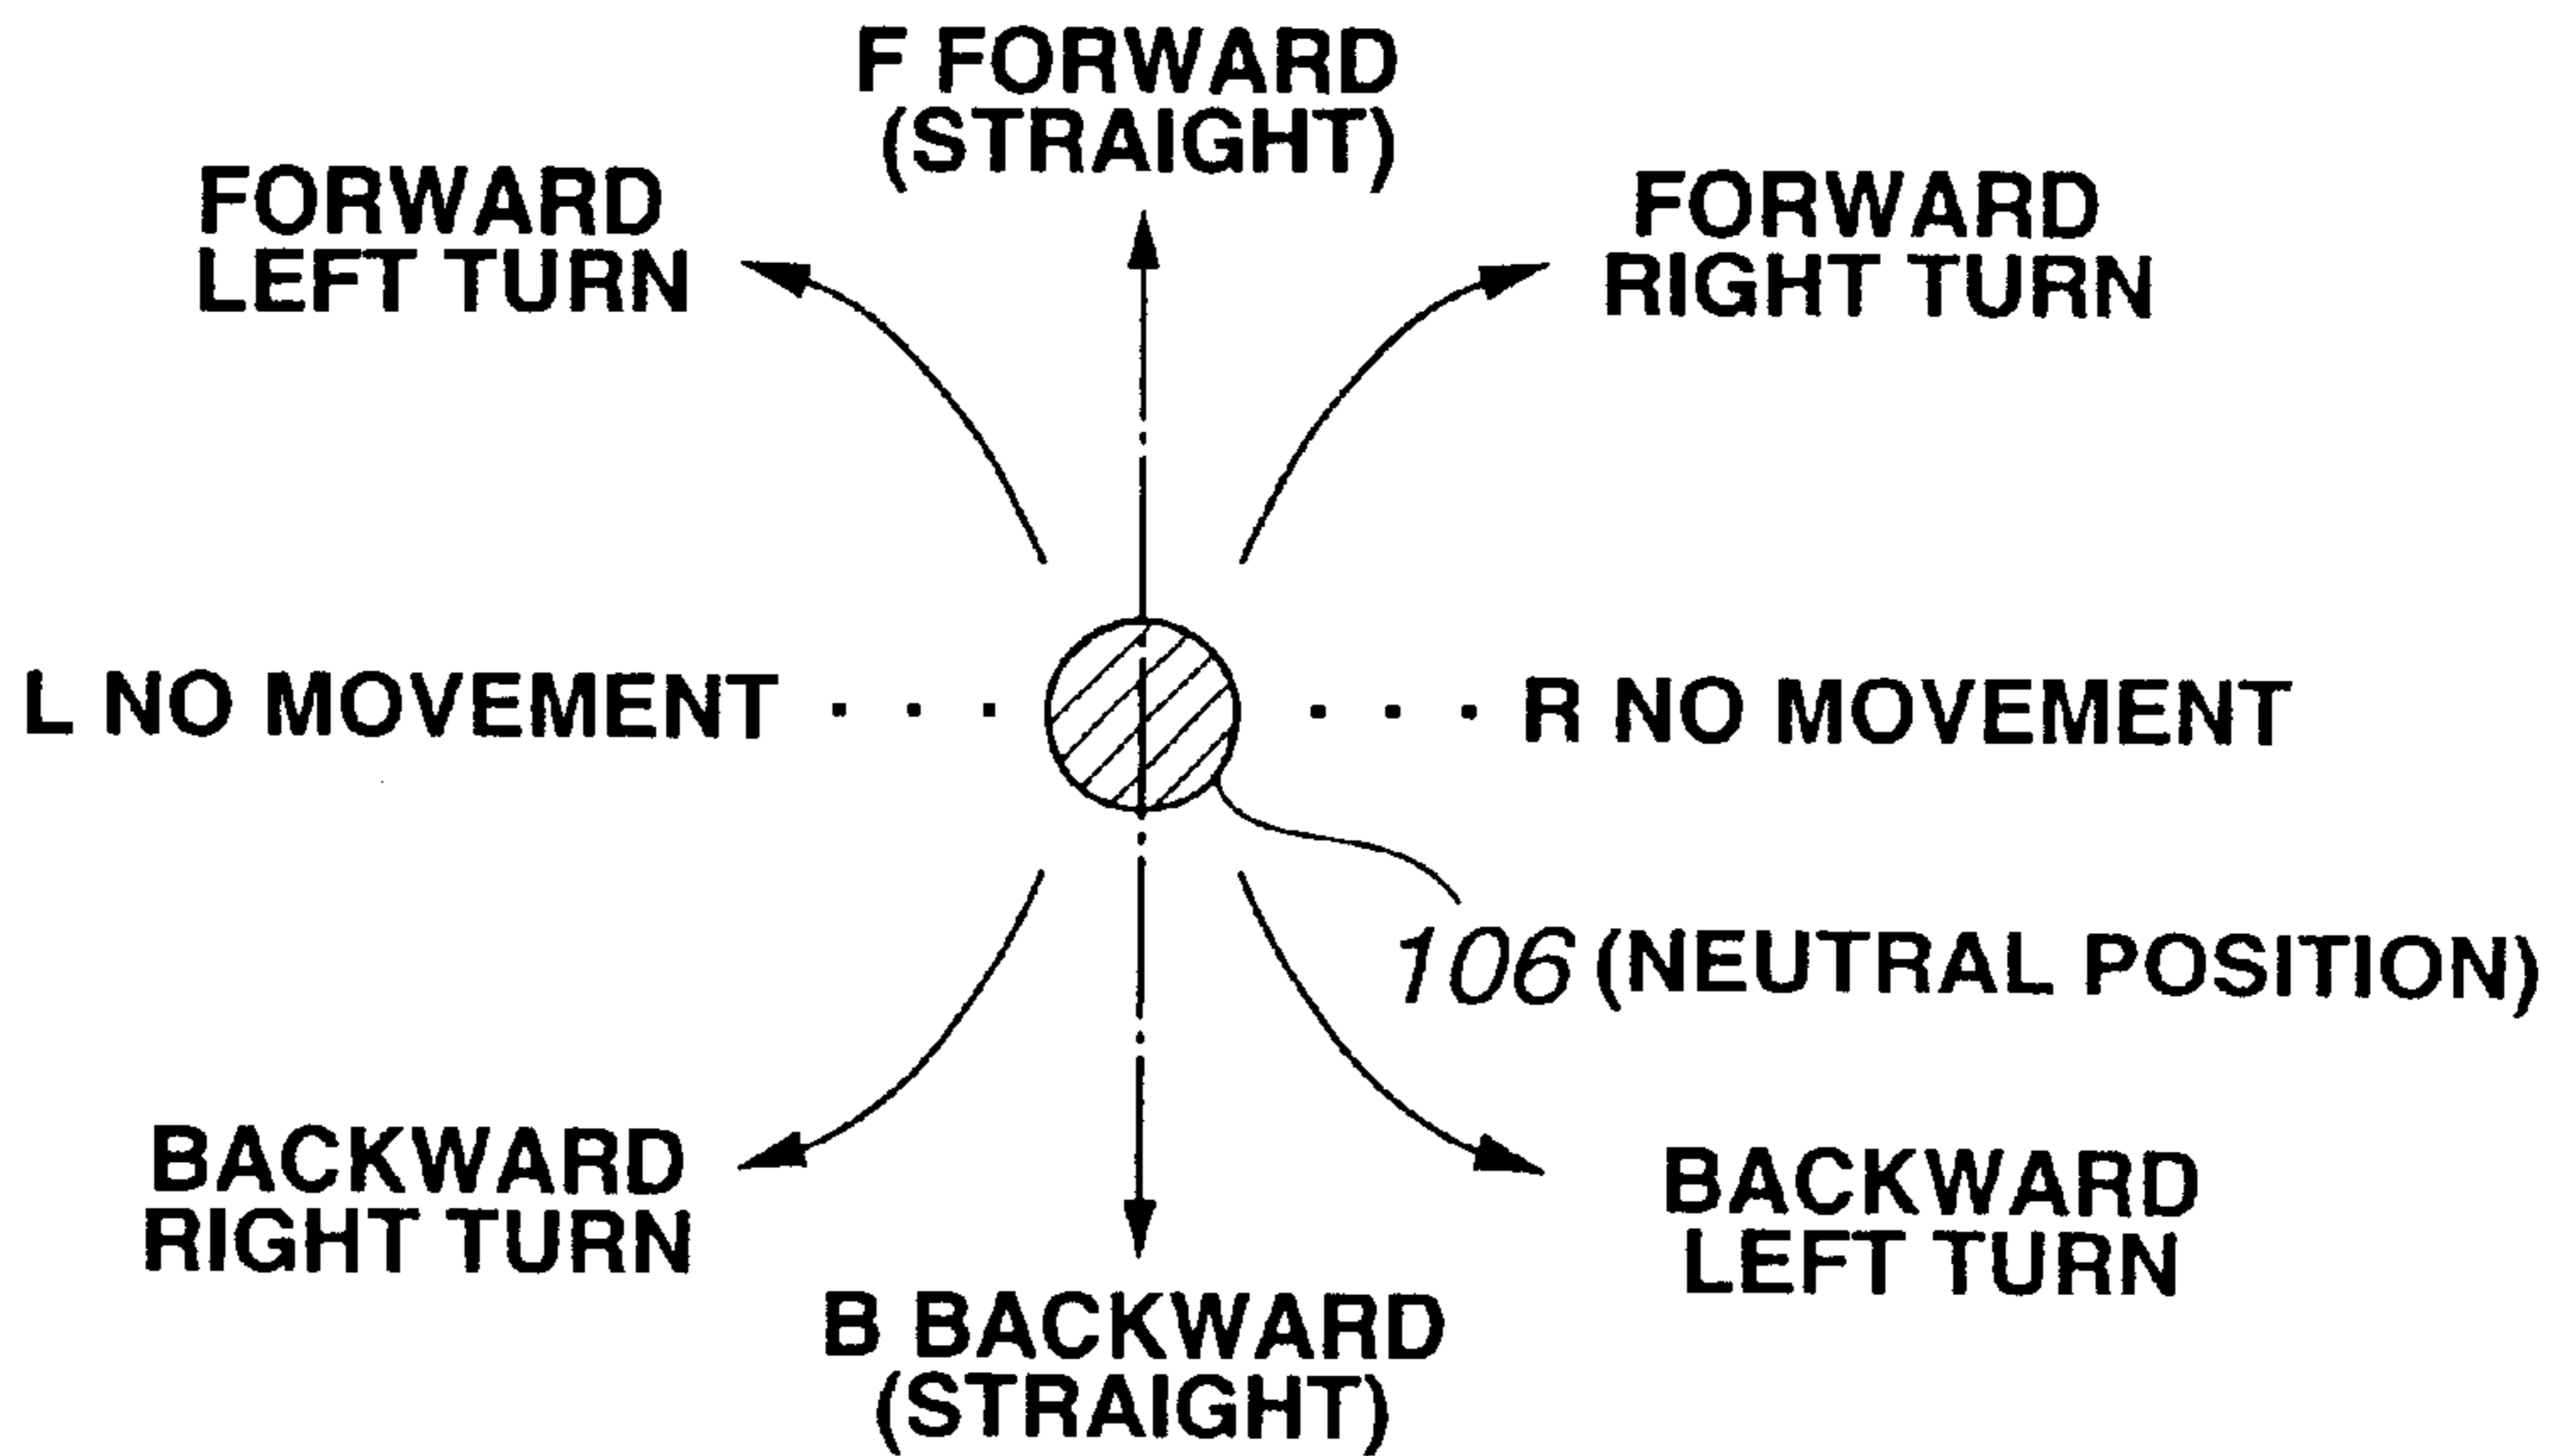 F FORWARD
(STRAIGHT)
FORWARD
LEFT TURN
FORWARD
RIGHT TURN
L NO MOVEMENT . . .
. . . R NO MOVEMENT
106 (NEUTRAL POSITION)
BACKWARD
RIGHT TURN
BACKWARD
LEFT TURN
B BACKWARD
(STRAIGHT)